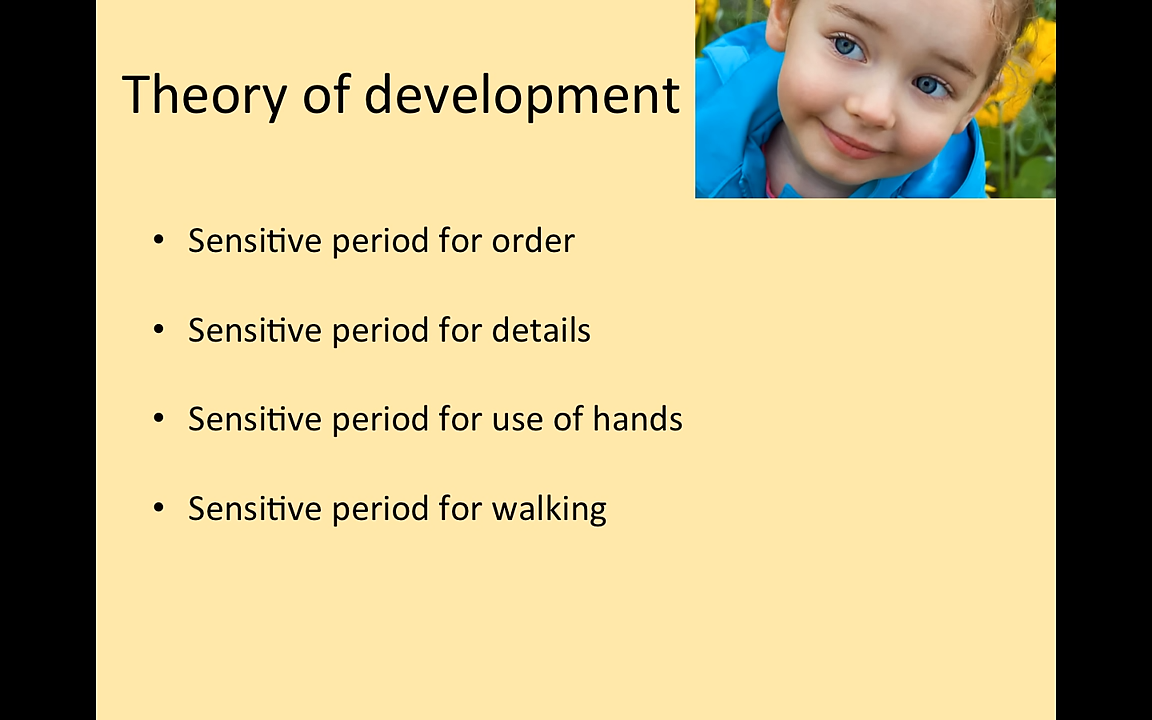 Theory of development
• Sensitive period for order
• Sensitive period for details
• Sensitive period for use of hands
• Sensitive period for walking